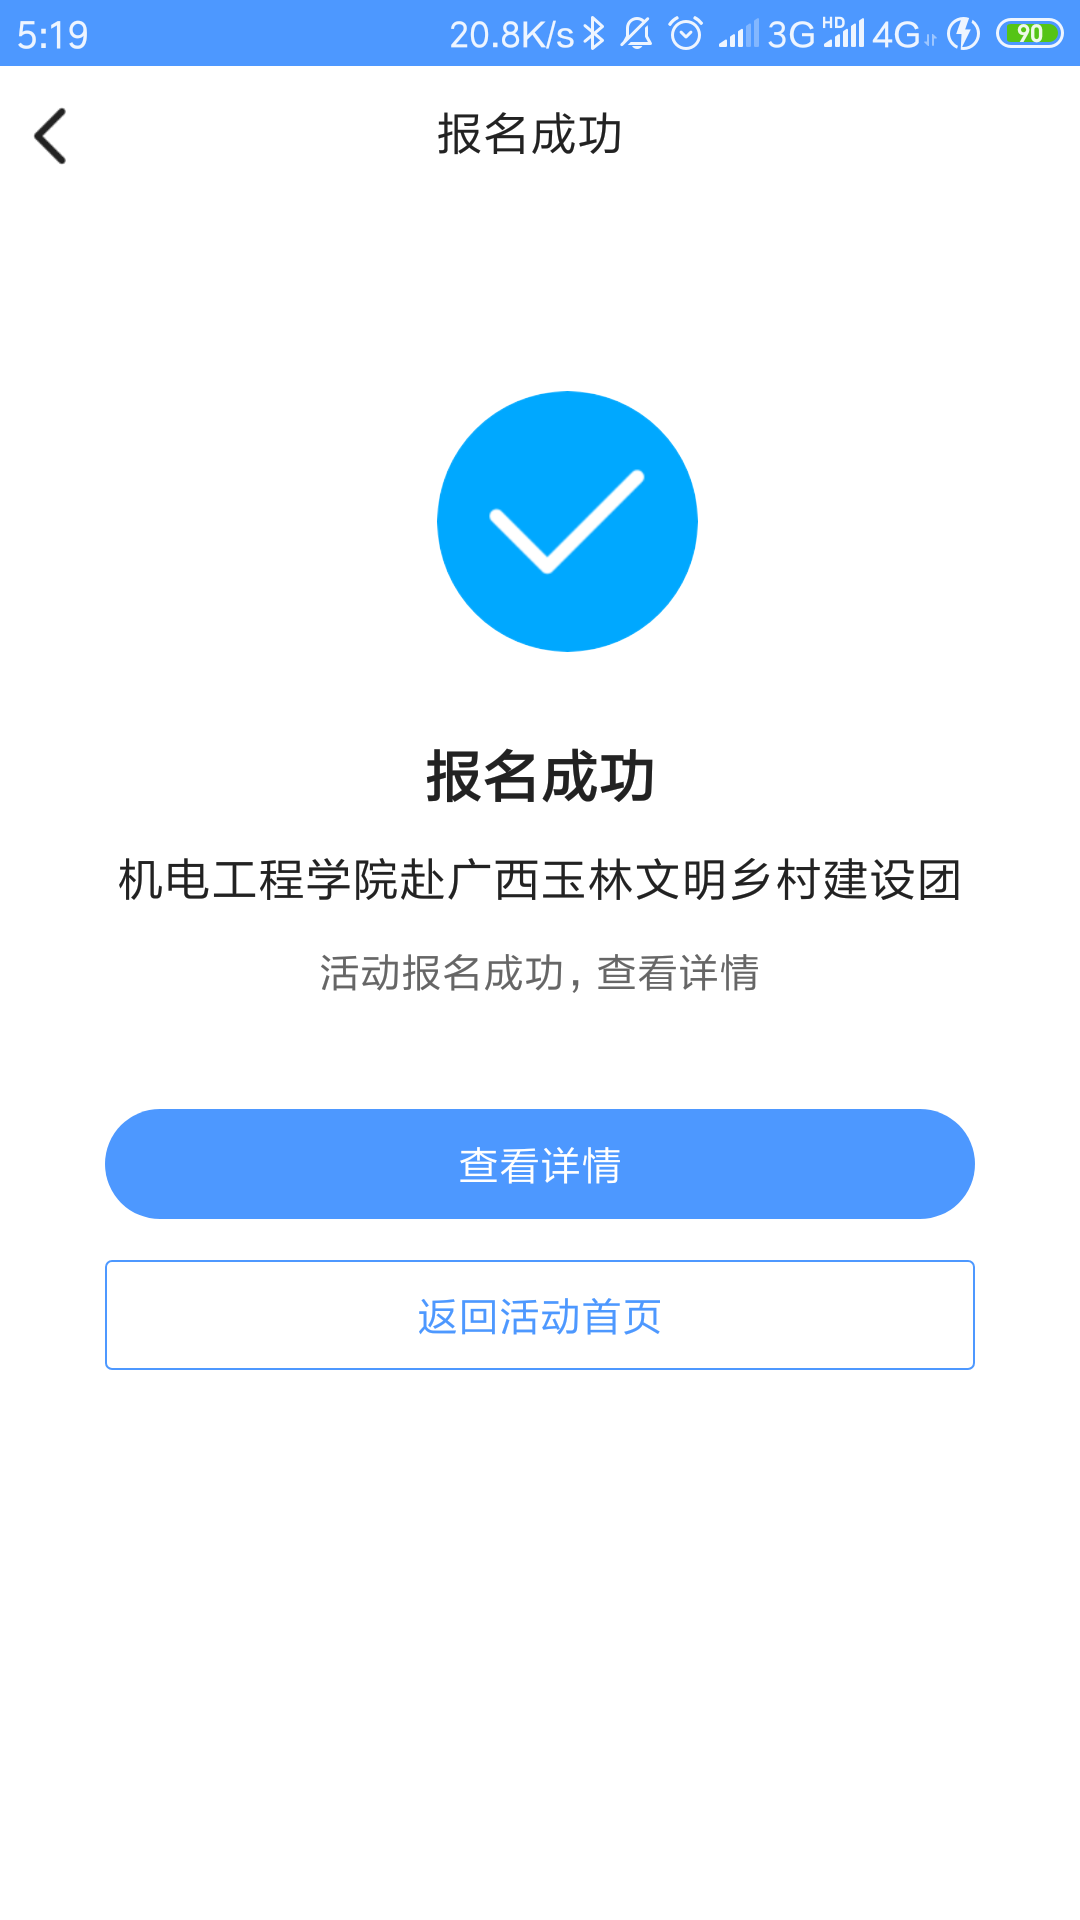 5:19 20.8K/s 3G HD 4G 90
报名成功
报名成功
机电工程学院赴广西玉林文明乡村建设团
活动报名成功，查看详情
查看详情
返回活动首页